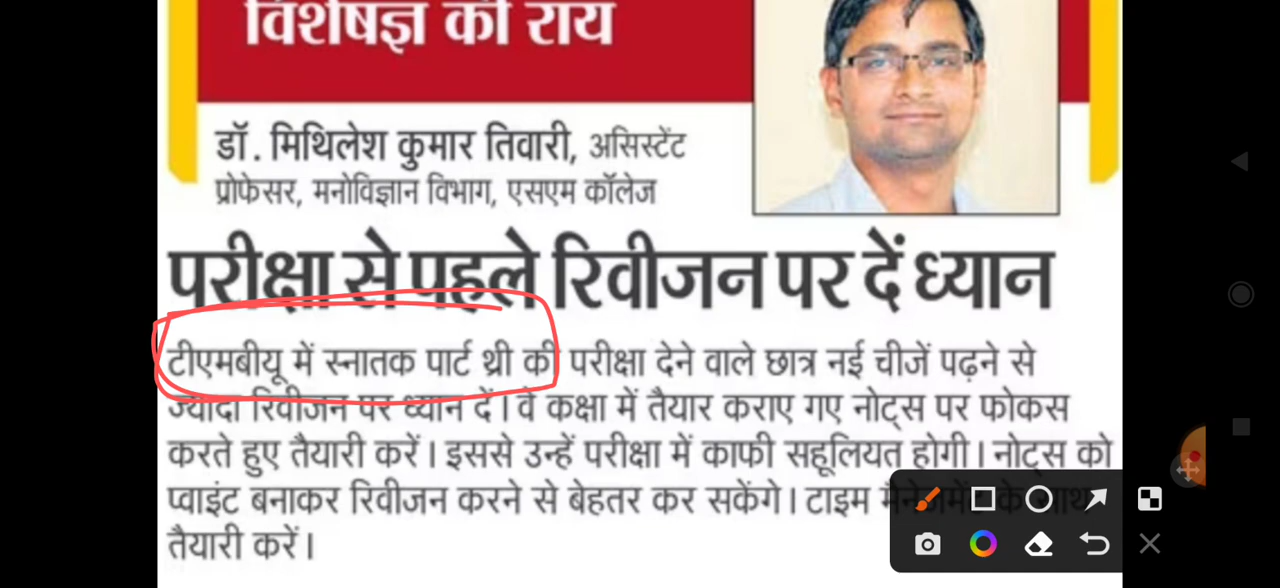 विशेषज्ञ की राय
डॉ. मिथिलेश कुमार तिवारी, असिस्टेंट
प्रोफेसर, मनोविज्ञान विभाग, एसएम कॉलेज
परीक्षा से पहले रिवीजन पर दें ध्यान
टीएमबीयू में स्नातक पार्ट थ्री की परीक्षा देने वाले छात्र नई चीजें पढ़ने से
ज्यादा रिवीजन पर ध्यान दें। वे कक्षा में तैयार कराए गए नोट्स पर फोकस
करते हुए तैयारी करें। इससे उन्हें परीक्षा में काफी सहूलियत होगी। नोट्स को
प्वाइंट बनाकर रिवीजन करने से बेहतर कर सकेंगे। टाइम मैनेजमेंट के साथ
तैयारी करें।